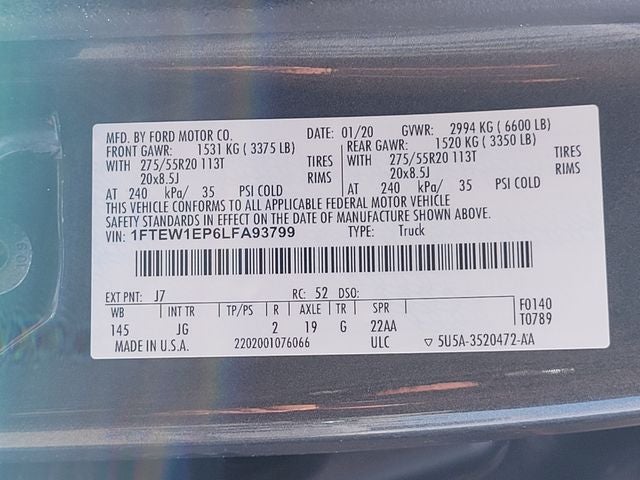 MFD. BY FORD MOTOR CO. DATE: 01/20 GVWR: 2994 KG ( 6600 LB)
FRONT GAWR: 1531 KG ( 3375 LB) REAR GAWR: 1520 KG ( 3350 LB)
WITH 275/55R20 113T TIRES WITH 275/55R20 113T TIRES
20x8.5J RIMS 20x8.5J RIMS
AT 240 kPa/ 35 PSI COLD AT 240 kPa/ 35 PSI COLD
THIS VEHICLE CONFORMS TO ALL APPLICABLE FEDERAL MOTOR VEHICLE
SAFETY STANDARDS IN EFFECT ON THE DATE OF MANUFACTURE SHOWN ABOVE.
VIN: 1FTEW1EP6LFA93799 TYPE: Truck
EXT PNT: J7 RC: 52 DSO:
WB INT TR TP/PS R AXLE TR SPR F0140
145 JG 2 19 G 22AA T0789
MADE IN U.S.A. 2202001076066 ULC ▽ 5U5A-3520472-AA